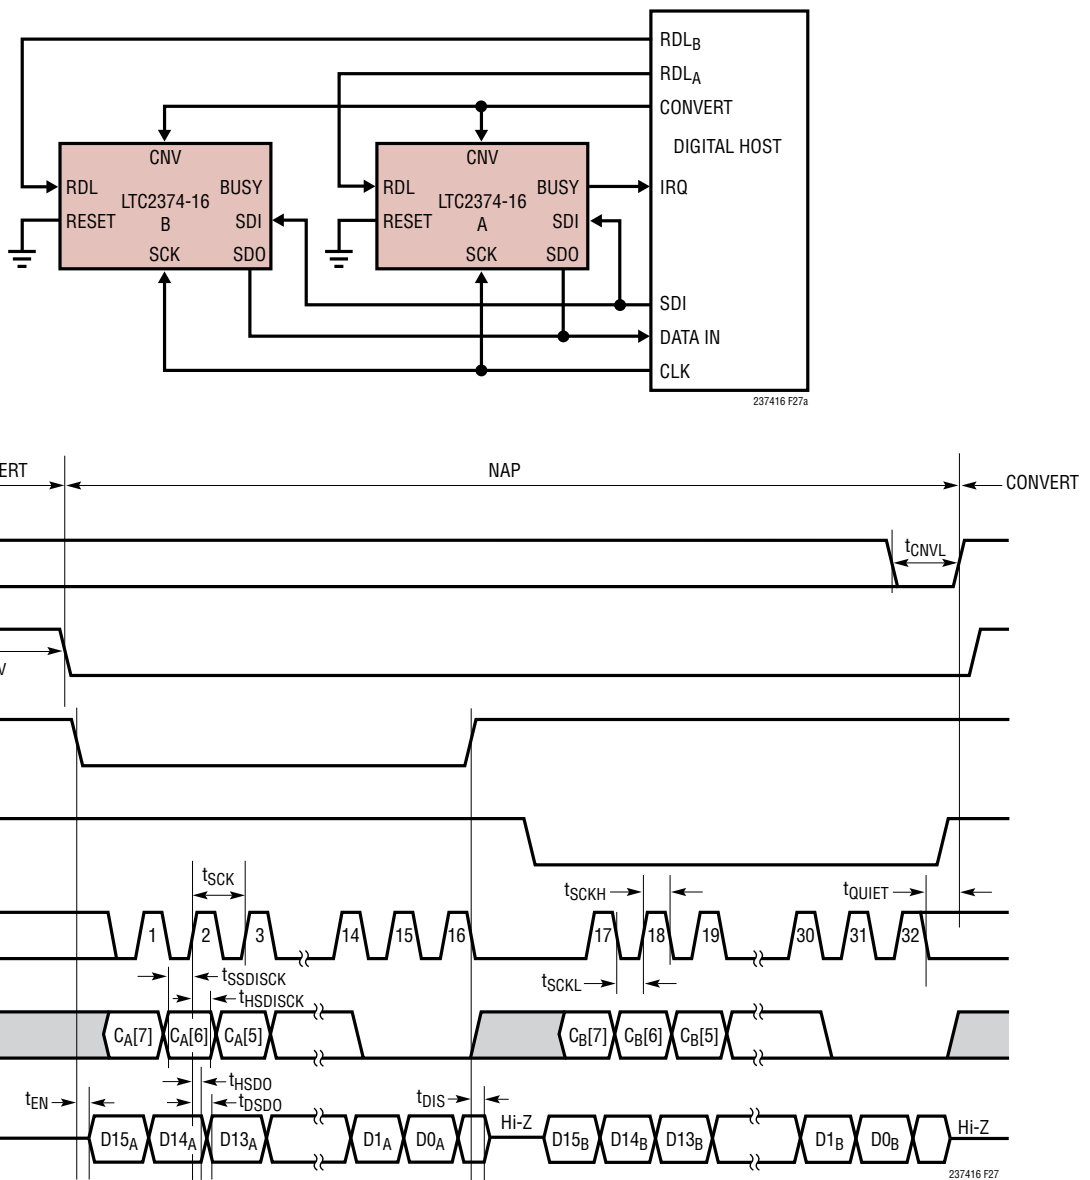 RDLB
RDLA
CONVERT
DIGITAL HOST
CNV
RDL
BUSY
LTC2374-16
B
RESET
SDI
SCK
SDO
CNV
RDL
BUSY
LTC2374-16
A
RESET
SDI
SCK
SDO
IRQ
SDI
DATA IN
CLK
237416 F27a
ERT
NAP
CONVERT
tCNVL
V
tSCK
tSCKH
tQUIET
1 2 3 14 15 16 17 18 19 30 31 32
tSSDISCK
tSCKL
tHSDISCK
CA[7] CA[6] CA[5] CB[7] CB[6] CB[5]
tHSDO
tEN
tDSDO
tDIS
Hi-Z
Hi-Z
D15A D14A D13A D1A D0A D15B D14B D13B D1B D0B
237416 F27